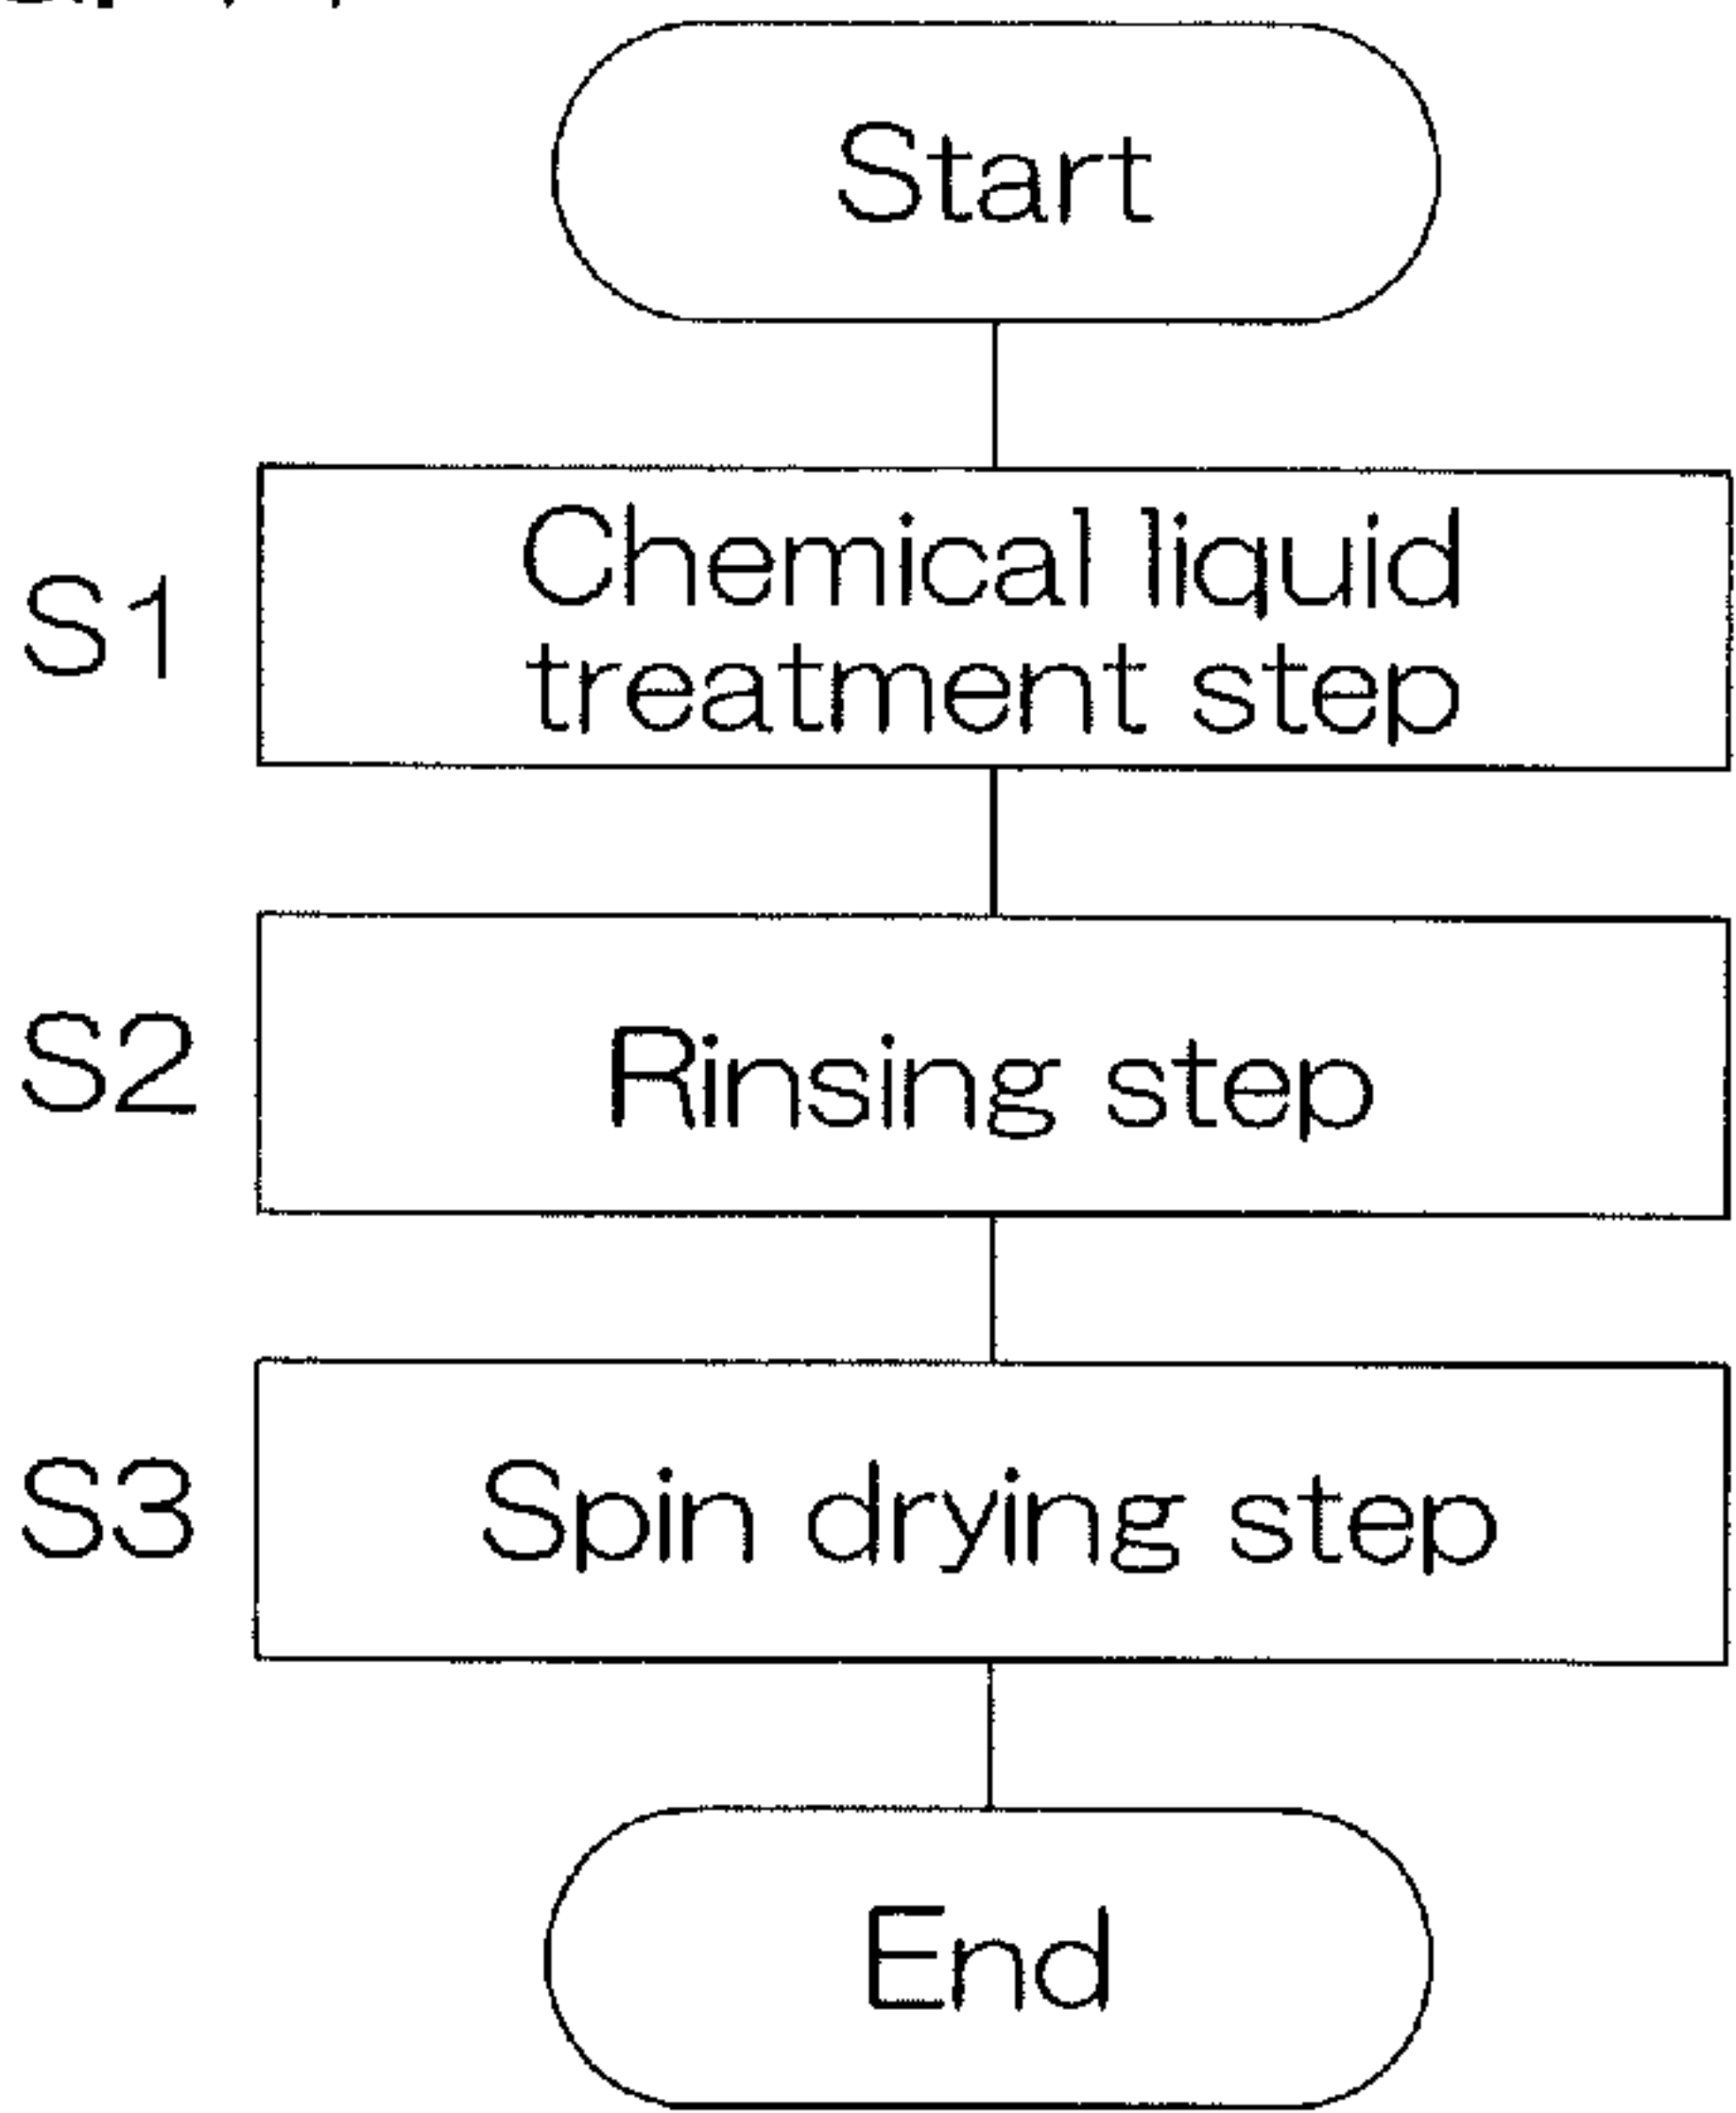 Start
S1
Chemical liquid
treatment step
S2
Rinsing step
S3
Spin drying step
End